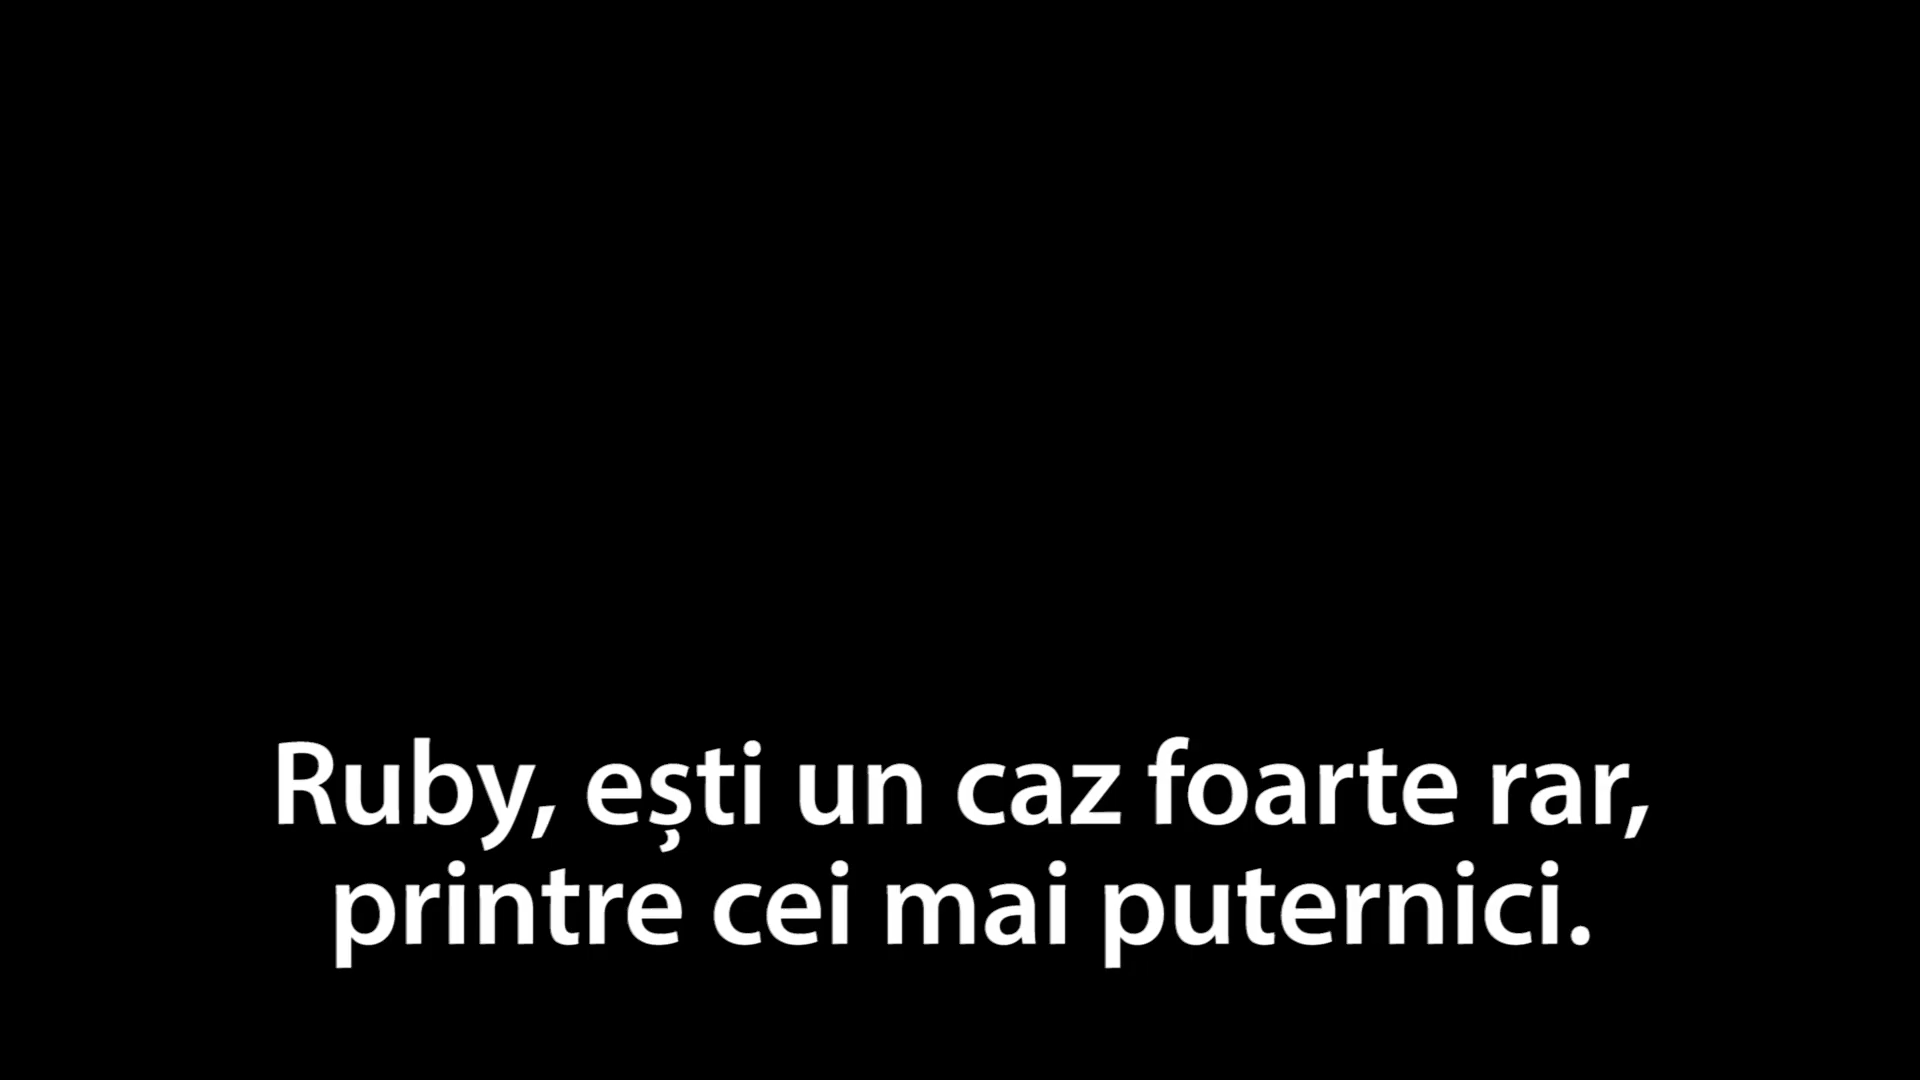 Ruby, ești un caz foarte rar,
printre cei mai puternici.